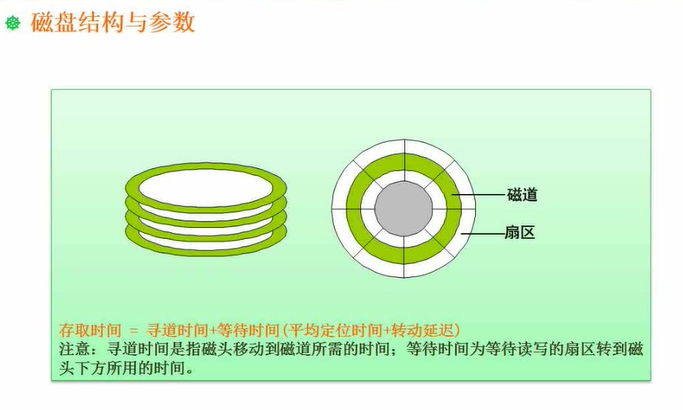 磁盘结构与参数
磁道
扇区
存取时间 = 寻道时间+等待时间(平均定位时间+转动延迟)
注意：寻道时间是指磁头移动到磁道所需的时间；等待时间为等待读写的扇区转到磁
头下方所用的时间。